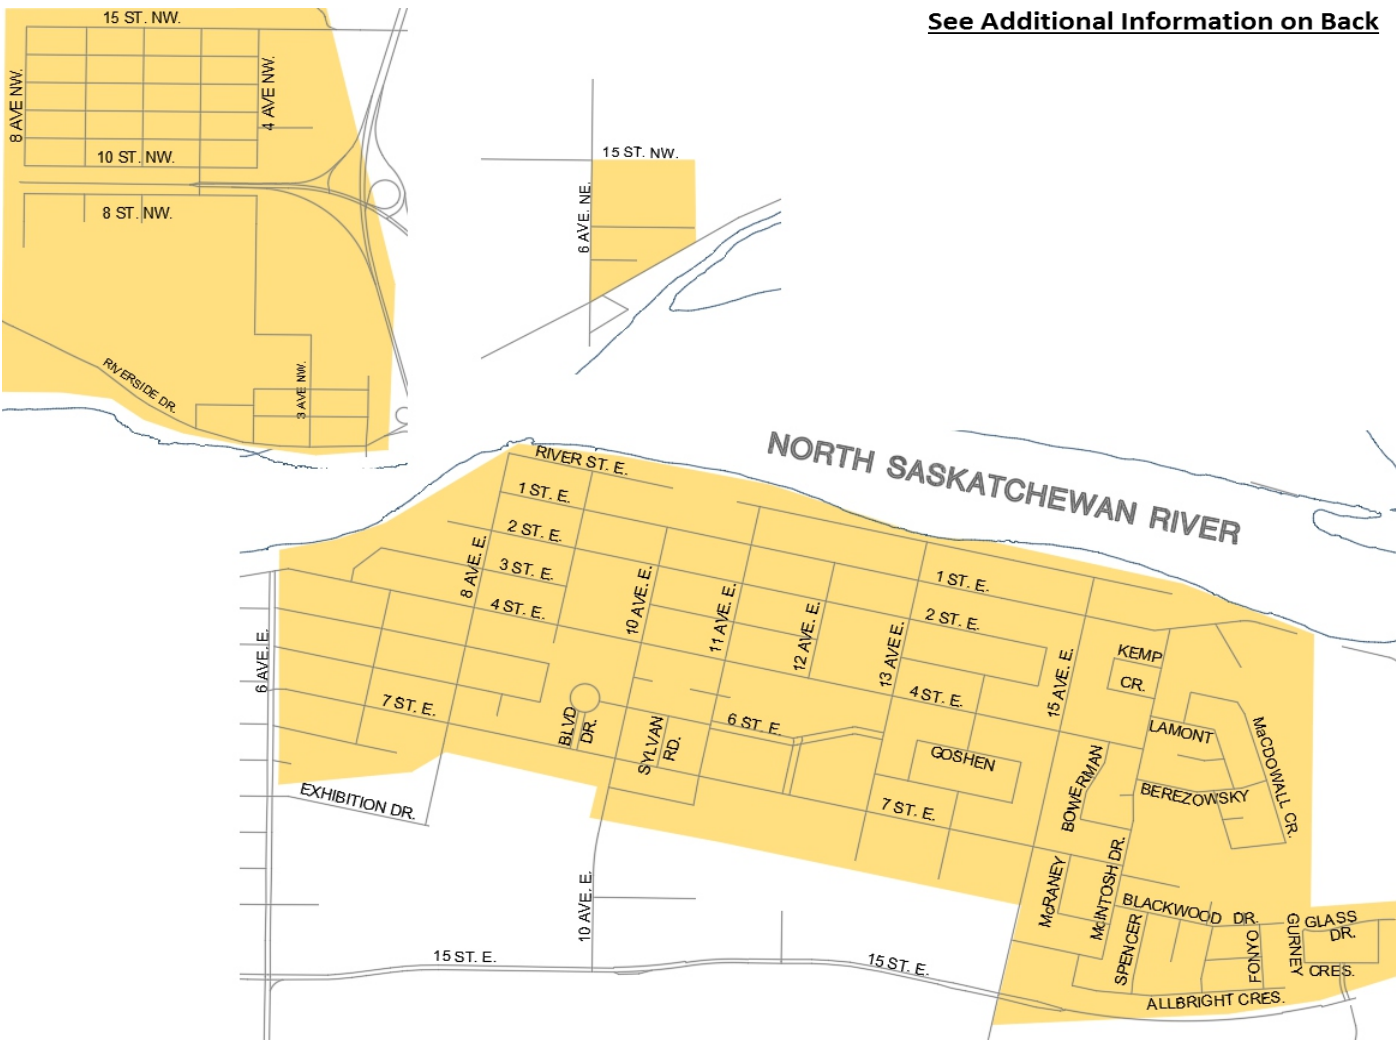 See Additional Information on Back
15 ST. NW.
8 AVE NW.
4 AVE NW.
10 ST. NW.
8 ST. NW.
RIVERSIDE DR.
3 AVE NW.
15 ST. NW.
6 AVE. NE.
NORTH SASKATCHEWAN RIVER
RIVER ST. E.
1 ST. E.
2 ST. E.
3 ST. E.
4 ST. E.
8 AVE. E.
10 AVE. E.
11 AVE. E.
12 AVE. E.
13 AVE E.
1 ST. E.
2 ST. E.
4 ST. E.
15 AVE. E.
KEMP
CR.
6 AVE. E.
7 ST. E.
BLVD
DR.
SYLVAN
RD.
6 ST. E.
GOSHEN
LAMONT
MaCDOWALL CR.
BOWERMAN
BEREZOWSKY
EXHIBITION DR.
7 ST. E.
McRANEY
McINTOSH DR.
10 AVE. E.
BLACKWOOD DR.
SPENCER
FONYO
GURNEY
CRES.
GLASS
DR.
15 ST. E.
15 ST. E.
ALLBRIGHT CRES.